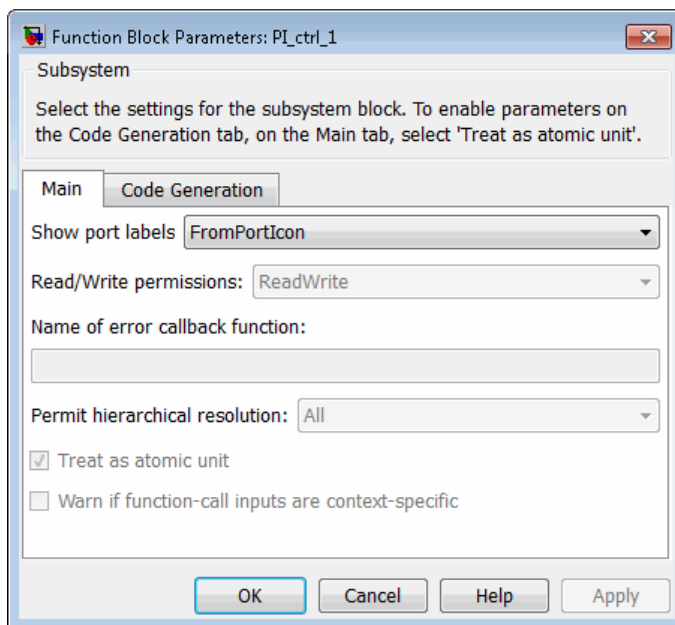 Function Block Parameters: PI_ctrl_1
Subsystem
Select the settings for the subsystem block. To enable parameters on
the Code Generation tab, on the Main tab, select 'Treat as atomic unit'.
Main Code Generation
Show port labels FromPortIcon
Read/Write permissions: ReadWrite
Name of error callback function:
Permit hierarchical resolution: All
Treat as atomic unit
Warn if function-call inputs are context-specific
OK Cancel Help Apply